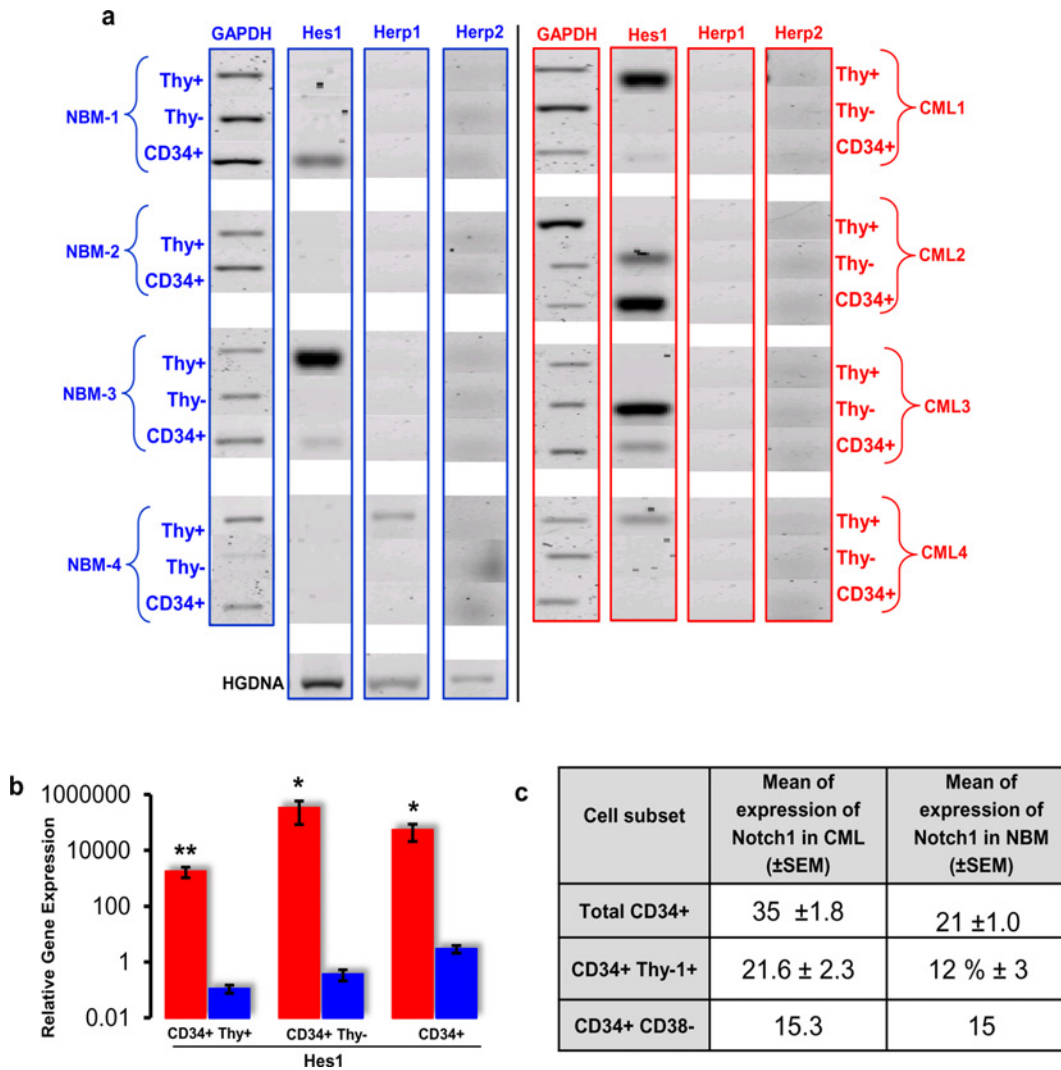 a
GAPDH Hes1 Herp1 Herp2
GAPDH Hes1 Herp1 Herp2
NBM-1
Thy+
Thy-
CD34+
Thy+
Thy-
CD34+
CML1
NBM-2
Thy+
CD34+
Thy+
Thy-
CD34+
CML2
NBM-3
Thy+
Thy-
CD34+
Thy+
Thy-
CD34+
CML3
NBM-4
Thy+
Thy-
CD34+
Thy+
Thy-
CD34+
CML4
HGDNA
b
Relative Gene Expression
1000000
10000
100
1
0.01
**
*
*
CD34+ Thy+ CD34+ Thy- CD34+
Hes1
c
Cell subset
Mean of
expression of
Notch1 in CML
(±SEM)
Mean of
expression of
Notch1 in NBM
(±SEM)
Total CD34+ 35 ±1.8 21 ±1.0
CD34+ Thy-1+ 21.6 ± 2.3 12 % ± 3
CD34+ CD38- 15.3 15